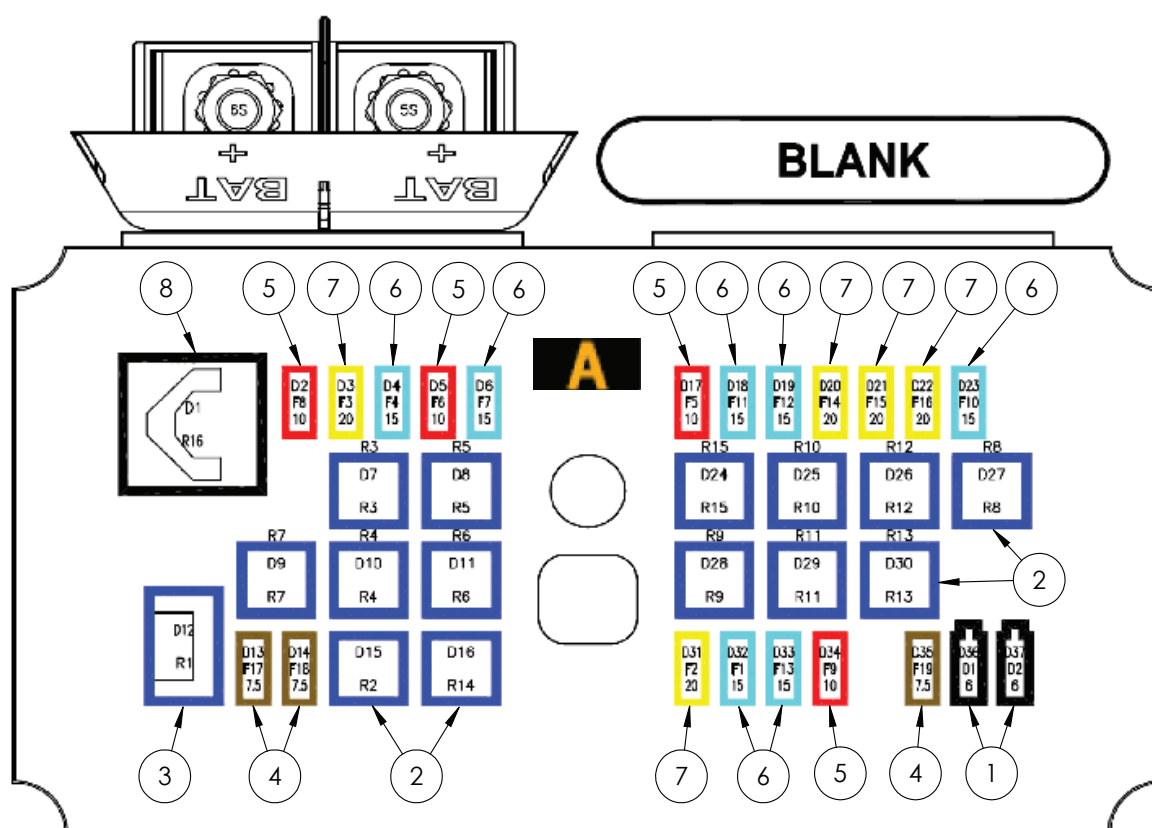 6S 5S
+ +
BAT BAT
BLANK
8 5 7 6 5 6 5 6 6 7 7 7 6
A
D2 D3 D4 D5 D6 D17 D18 D19 D20 D21 D22 D23
F8 F3 F4 F6 F7 F5 F11 F12 F14 F15 F16 F10
10 20 15 10 15 10 15 15 20 20 20 15
D1
R16
R3 R5 R15 R10 R12 R8
D7 D8 D24 D25 D26 D27
R3 R5 R15 R10 R12 R8
R7 R4 R6 R9 R11 R13
D9 D10 D11 D28 D29 D30
R7 R4 R6 R9 R11 R13
2
D12
R1
D13 D14 D15 D16 D31 D32 D33 D34 D35 D36 D37
F17 F18 R2 R14 F2 F1 F13 F9 F19 D1 D2
7.5 7.5 20 15 15 10 7.5 6 6
3 4 2 7 6 5 4 1